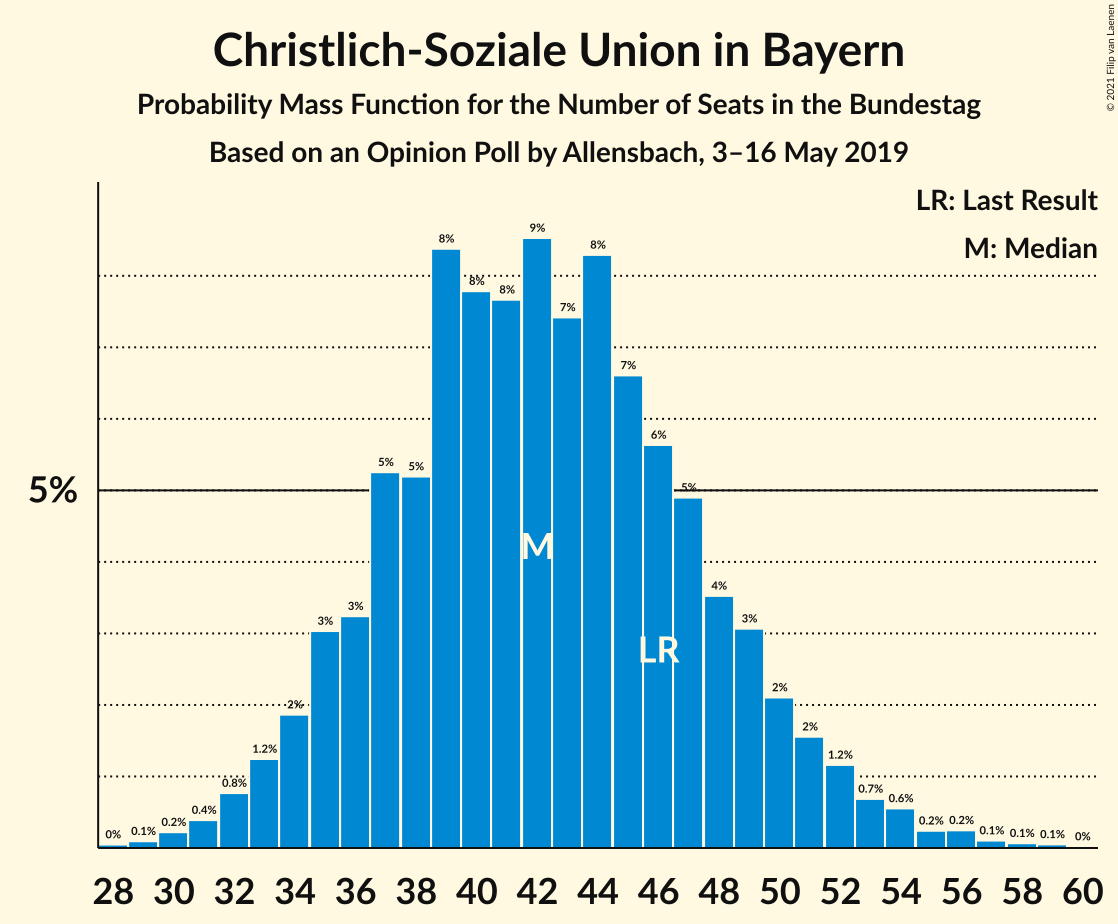 Christlich-Soziale Union in Bayern
Probability Mass Function for the Number of Seats in the Bundestag
Based on an Opinion Poll by Allensbach, 3–16 May 2019
© 2021 Filip van Laenen
LR: Last Result
M: Median
5%
0% 0.1% 0.2% 0.4% 0.8% 1.2% 2% 3% 3% 5% 5% 8% 8% 8% 9% 7% 8% 7% 6% 5% 4% 3% 2% 2% 1.2% 0.7% 0.6% 0.2% 0.2% 0.1% 0.1% 0.1% 0%
M
LR
28 30 32 34 36 38 40 42 44 46 48 50 52 54 56 58 60